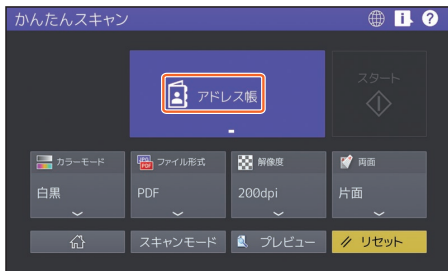 かんたんスキャン
アドレス帳
スタート
カラーモード
ファイル形式
解像度
両面
白黒
PDF
200dpi
片面
スキャンモード
プレビュー
リセット